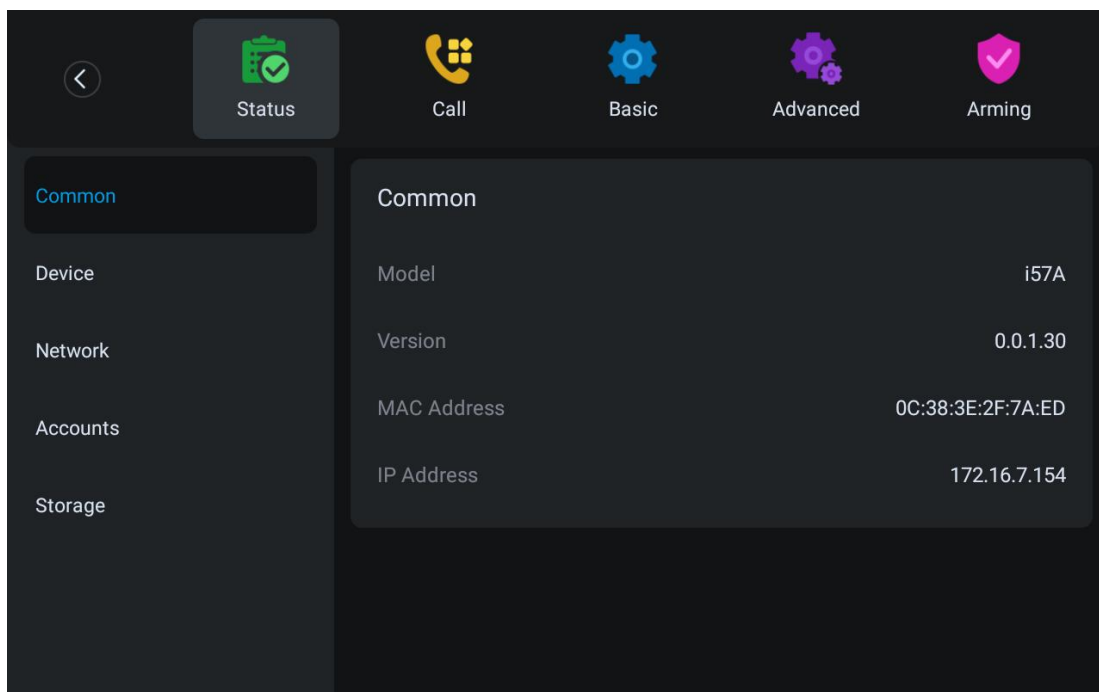 Status
Call
Basic
Advanced
Arming
Common
Device
Network
Accounts
Storage
Common
Model i57A
Version 0.0.1.30
MAC Address 0C:38:3E:2F:7A:ED
IP Address 172.16.7.154